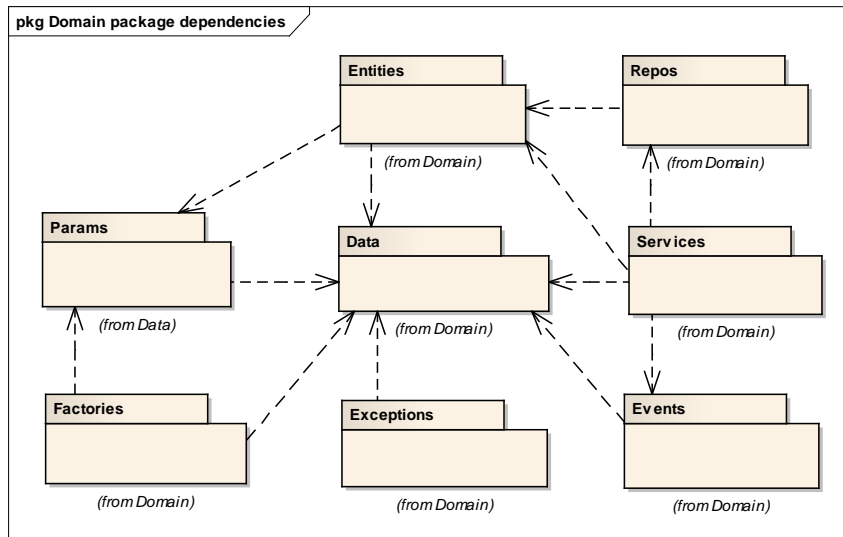 pkg Domain package dependencies
Entities
Repos
(from Domain)
(from Domain)
Params
Data
Services
(from Data)
(from Domain)
(from Domain)
Factories
Exceptions
Events
(from Domain)
(from Domain)
(from Domain)